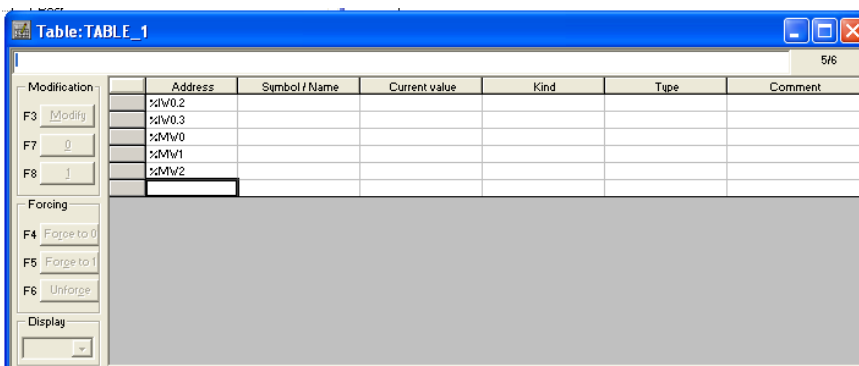 Table:TABLE_1
5/6
Modification
F3 Modify
F7 0
F8 1
Forcing
F4 Force to 0
F5 Force to 1
F6 Unforce
Display
Address Symbol / Name Current value Kind Type Comment
%IW0.2
%IW0.3
%MW0
%MW1
%MW2